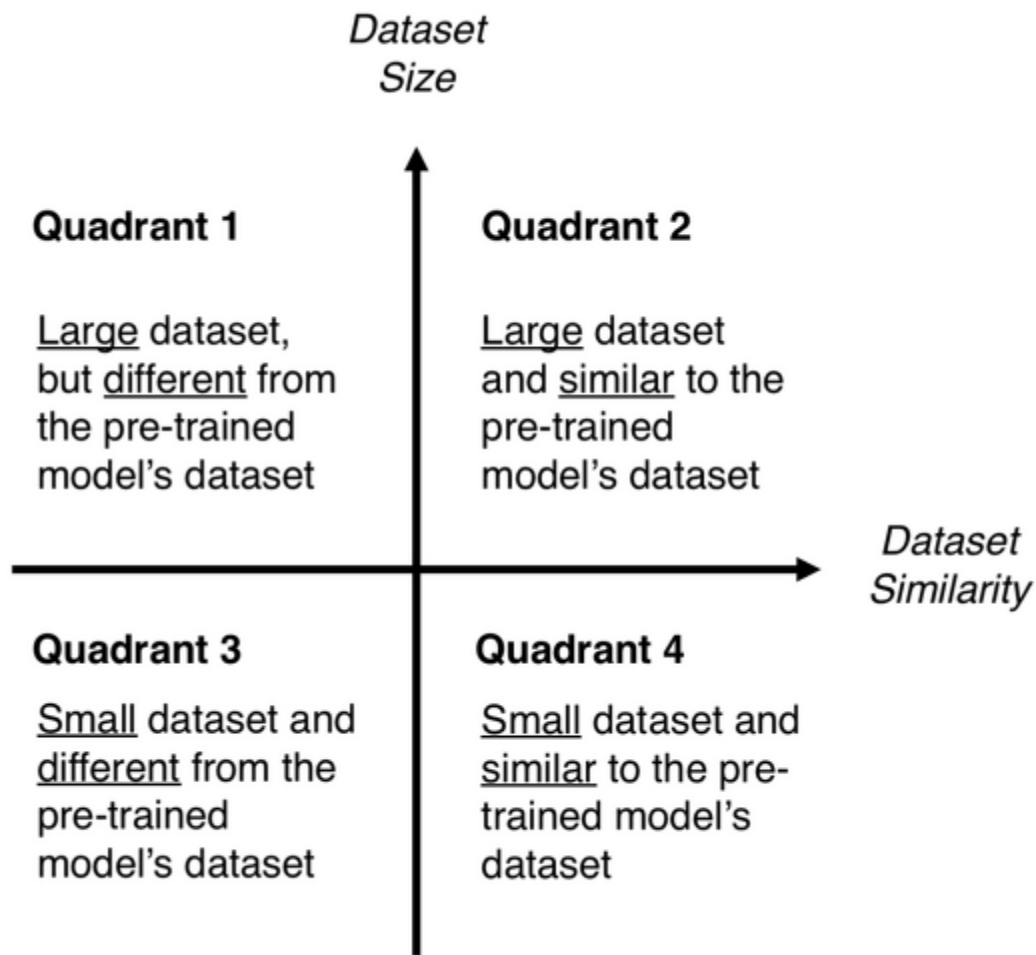 Dataset
Size
Quadrant 1
Large dataset,
but different from
the pre-trained
model's dataset
Quadrant 2
Large dataset
and similar to the
pre-trained
model's dataset
Dataset
Similarity
Quadrant 3
Small dataset and
different from the
pre-trained
model's dataset
Quadrant 4
Small dataset and
similar to the pre-
trained model's
dataset